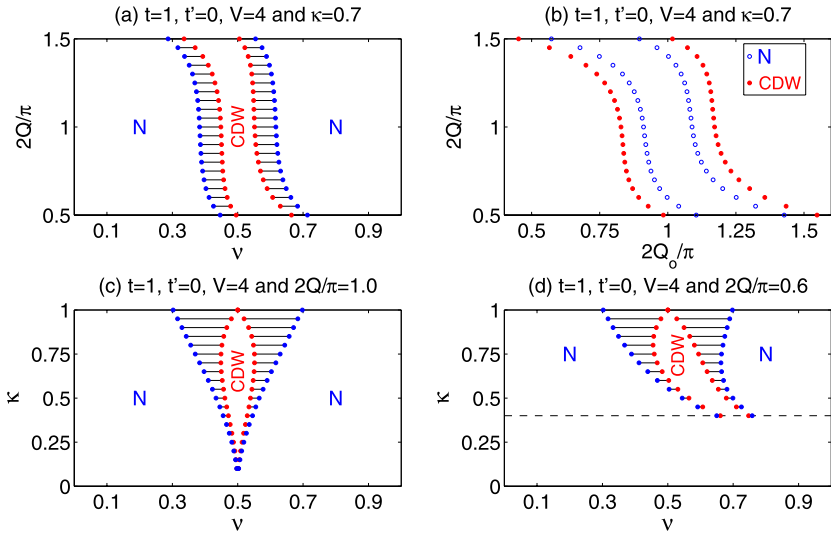 (a) t=1, t'=0, V=4 and κ=0.7
1.5
1
0.5
2Q/π
N
CDW
N
0.1 0.3 0.5 0.7 0.9
ν
(b) t=1, t'=0, V=4 and κ=0.7
1.5
1
0.5
2Q/π
N
CDW
0.5 0.75 1 1.25 1.5
2Qo/π
(c) t=1, t'=0, V=4 and 2Q/π=1.0
1
0.75
0.5
0.25
0
κ
N
CDW
N
0.1 0.3 0.5 0.7 0.9
ν
(d) t=1, t'=0, V=4 and 2Q/π=0.6
1
0.75
0.5
0.25
0
κ
N
CDW
N
0.1 0.3 0.5 0.7 0.9
ν